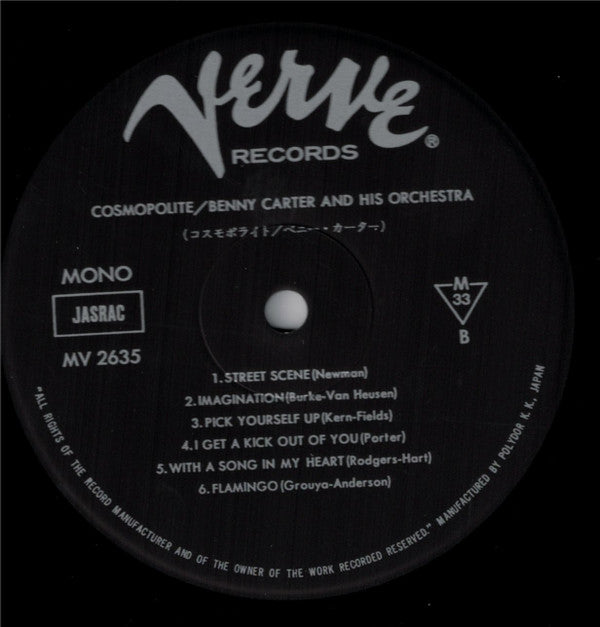 Verve
RECORDS ®
COSMOPOLITE/BENNY CARTER AND HIS ORCHESTRA
(コスモポライト/ベニー・カーター)
MONO
JASRAC
MV 2635
M
33
B
1. STREET SCENE (Newman)
2. IMAGINATION (Burke-Van Heusen)
3. PICK YOURSELF UP (Kern-Fields)
4. I GET A KICK OUT OF YOU (Porter)
5. WITH A SONG IN MY HEART (Rodgers-Hart)
6. FLAMINGO (Grouya-Anderson)
"ALL RIGHTS OF THE RECORD MANUFACTURER AND OF THE OWNER OF THE WORK RECORDED RESERVED." MANUFACTURED BY POLYDOR K. K., JAPAN